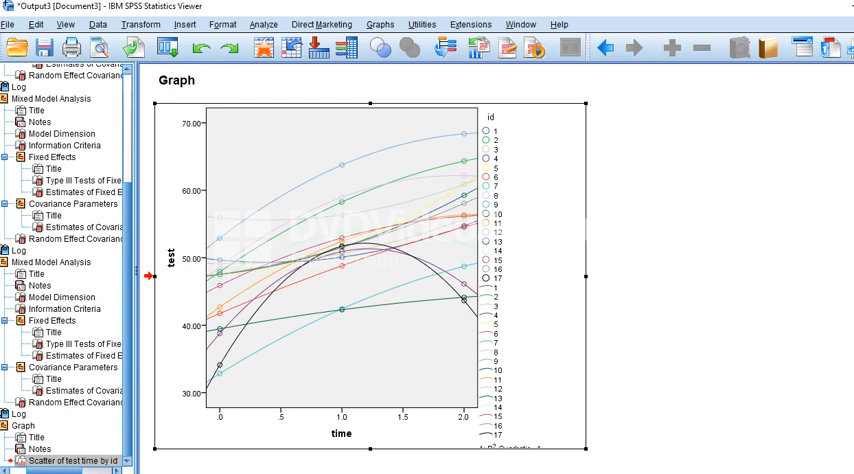 *Output3 [Document3] - IBM SPSS Statistics Viewer
File Edit View Data Transform Insert Format Analyze Direct Marketing Graphs Utilities Extensions Window Help
Random Effect Covarian
Log
Mixed Model Analysis
Title
Notes
Model Dimension
Information Criteria
Fixed Effects
Title
Type III Tests of Fixe
Estimates of Fixed E
Covariance Parameters
Title
Estimates of Covaria
Random Effect Covarian
Log
Mixed Model Analysis
Title
Notes
Model Dimension
Information Criteria
Fixed Effects
Title
Type III Tests of Fixe
Estimates of Fixed E
Covariance Parameters
Title
Estimates of Covaria
Random Effect Covarian
Log
Graph
Title
Notes
Scatter of test time by id
Graph
70.00
60.00
50.00
40.00
30.00
test
.0 .5 1.0 1.5 2.0
time
id
1
2
3
4
5
6
7
8
9
10
11
12
13
14
15
16
17
1
2
3
4
5
6
7
8
9
10
11
12
13
14
15
16
17